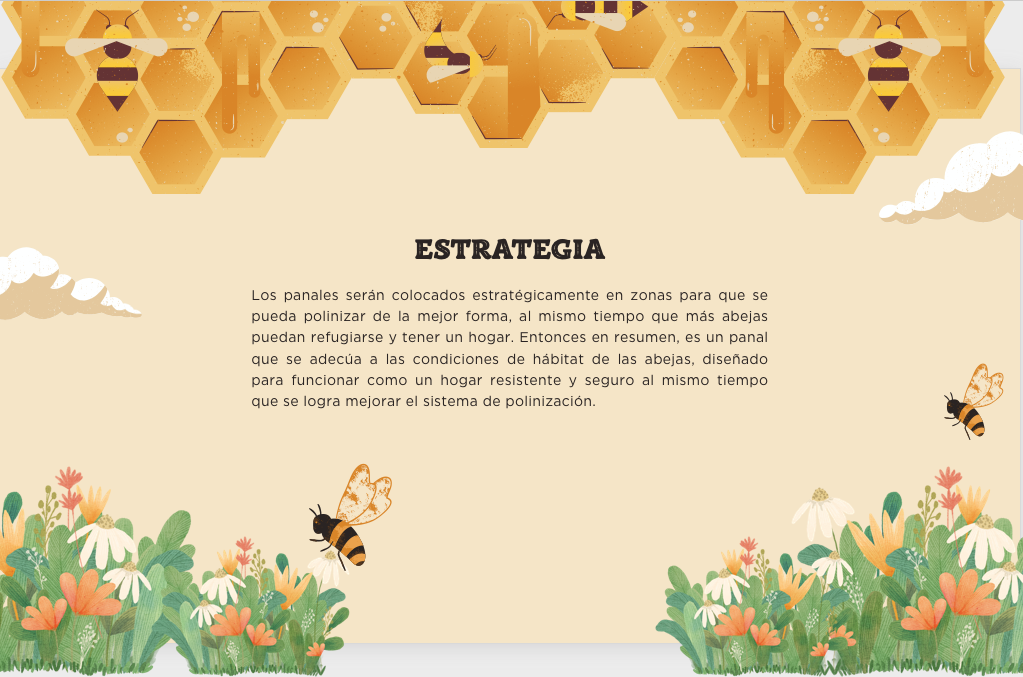 ESTRATEGIA
Los panales serán colocados estratégicamente en zonas para que se
pueda polinizar de la mejor forma, al mismo tiempo que más abejas
puedan refugiarse y tener un hogar. Entonces en resumen, es un panal
que se adecúa a las condiciones de hábitat de las abejas, diseñado
para funcionar como un hogar resistente y seguro al mismo tiempo
que se logra mejorar el sistema de polinización.